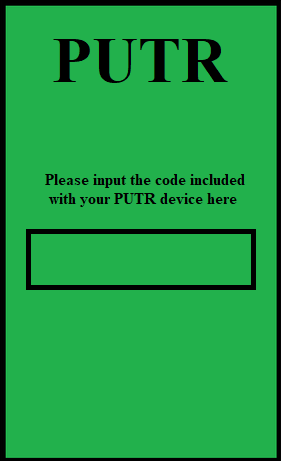 PUTR
Please input the code included
with your PUTR device here